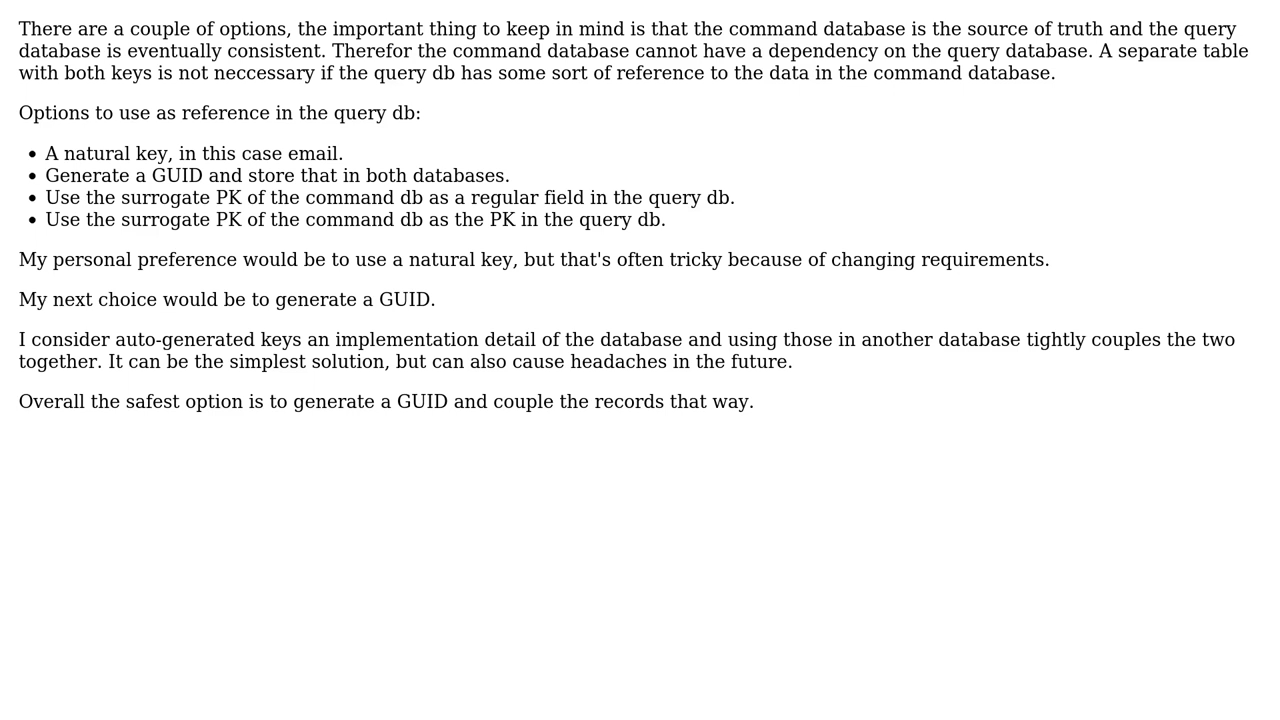 There are a couple of options, the important thing to keep in mind is that the command database is the source of truth and the query
database is eventually consistent. Therefor the command database cannot have a dependency on the query database. A separate table
with both keys is not neccessary if the query db has some sort of reference to the data in the command database.
Options to use as reference in the query db:
• A natural key, in this case email.
• Generate a GUID and store that in both databases.
• Use the surrogate PK of the command db as a regular field in the query db.
• Use the surrogate PK of the command db as the PK in the query db.
My personal preference would be to use a natural key, but that's often tricky because of changing requirements.
My next choice would be to generate a GUID.
I consider auto-generated keys an implementation detail of the database and using those in another database tightly couples the two
together. It can be the simplest solution, but can also cause headaches in the future.
Overall the safest option is to generate a GUID and couple the records that way.